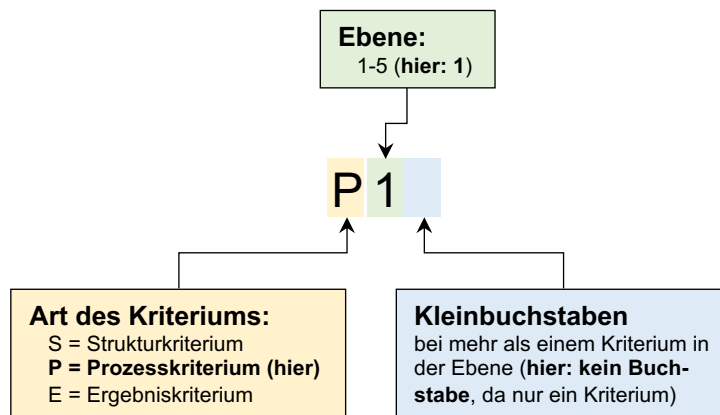 Ebene:
1-5 (hier: 1)
P 1
Art des Kriteriums:
S = Strukturkriterium
P = Prozesskriterium (hier)
E = Ergebniskriterium
Kleinbuchstaben
bei mehr als einem Kriterium in
der Ebene (hier: kein Buch-
stabe, da nur ein Kriterium)